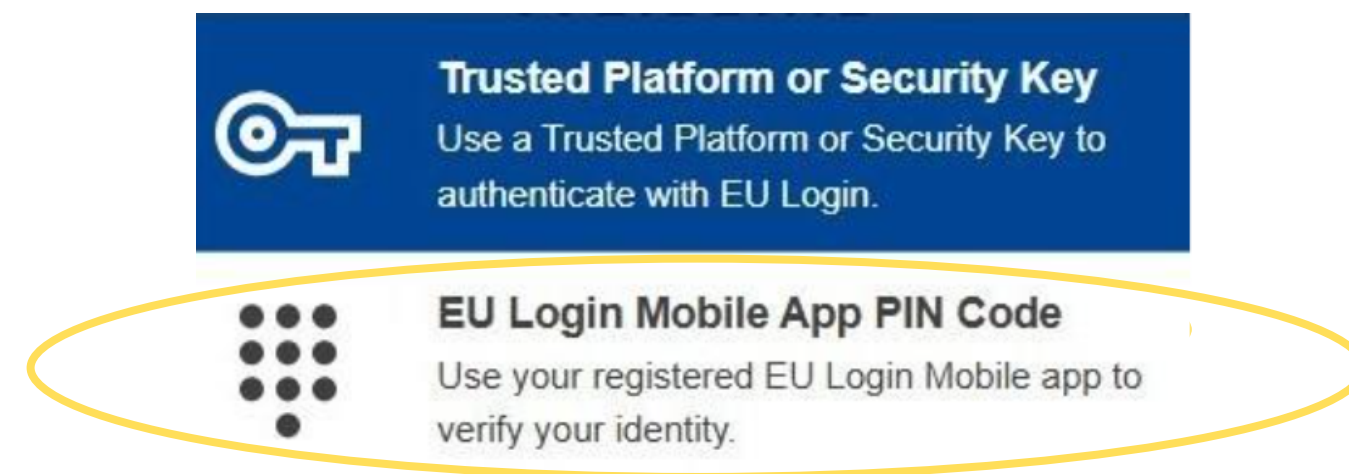 Trusted Platform or Security Key
Use a Trusted Platform or Security Key to
authenticate with EU Login.
EU Login Mobile App PIN Code
Use your registered EU Login Mobile app to
verify your identity.